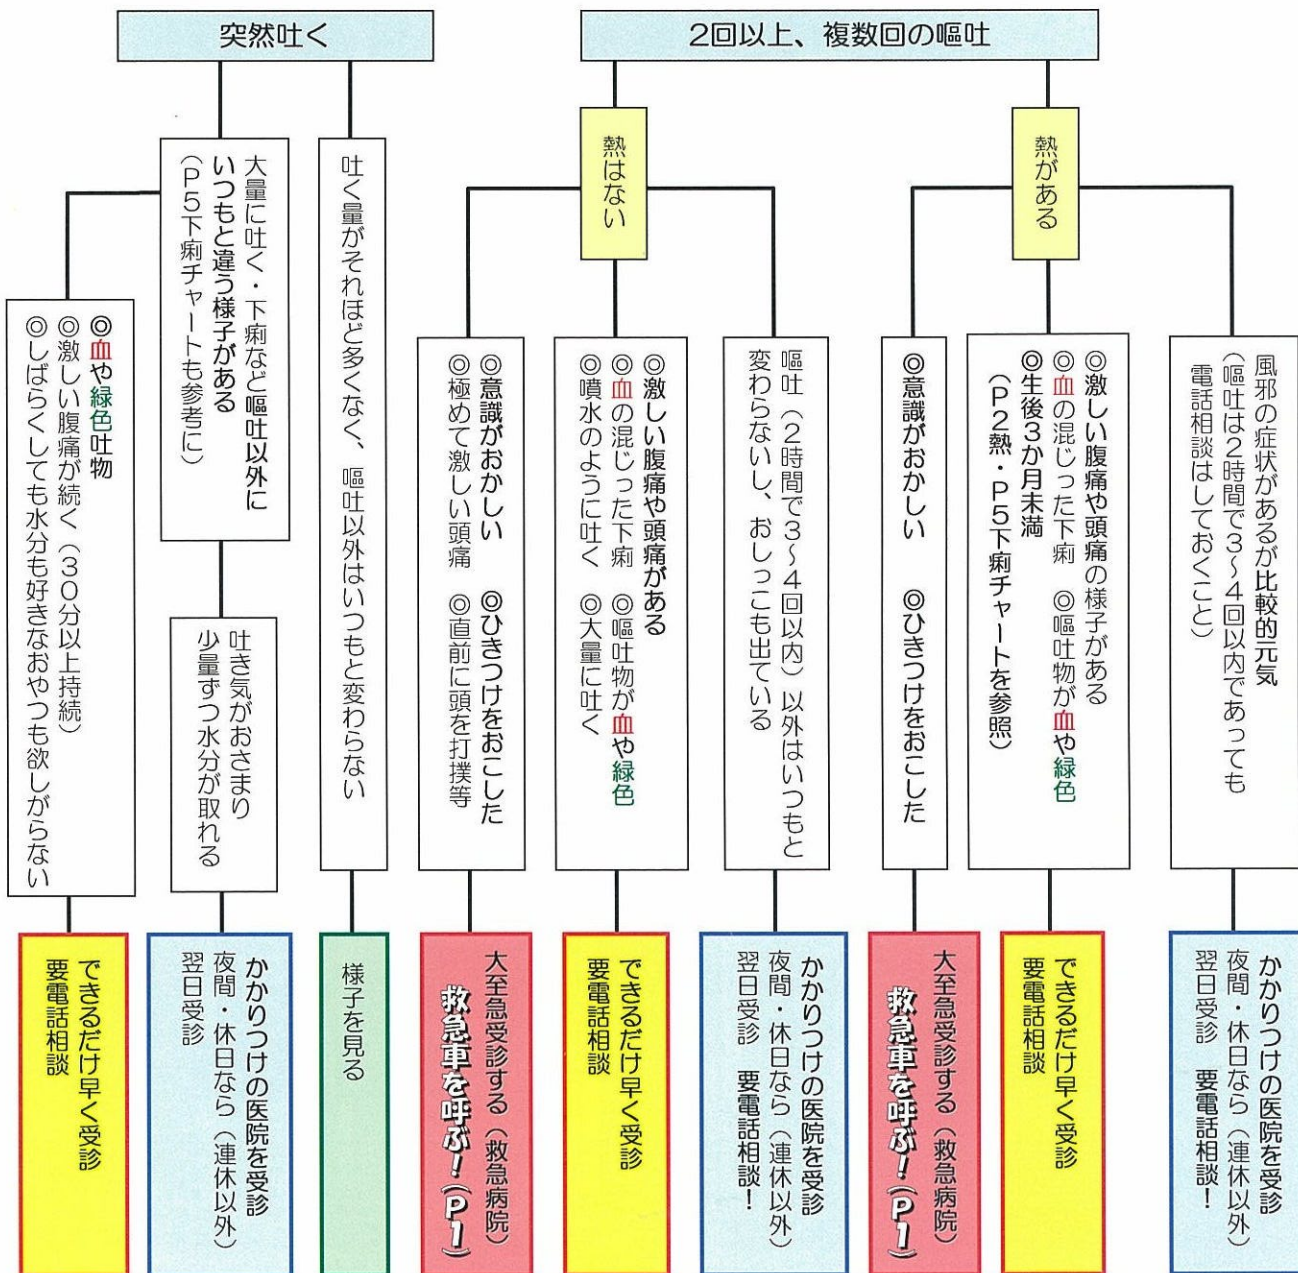 2回以上、複数回の嘔吐
熱がある
風邪の症状があるが比較的元気
(嘔吐は2時間で3～4回以内であっても
電話相談はしておくこと)
かかりつけの医院を受診
夜間・休日なら(連休以外)
翌日受診 要電話相談!
◎激しい腹痛や頭痛の様子がある
◎血の混じった下痢 ◎嘔吐物が血や緑色
◎生後3か月未満
(P2熱・P5下痢チャートを参照)
できるだけ早く受診
要電話相談
◎意識がおかしい ◎ひきつけをおこした
大至急受診する(救急病院)
救急車を呼ぶ!(P1)
熱はない
嘔吐(2時間で3～4回以内)以外はいつもと
変わらないし、おしっこも出ている
かかりつけの医院を受診
夜間・休日なら(連休以外)
翌日受診 要電話相談!
◎激しい腹痛や頭痛がある
◎血の混じった下痢 ◎嘔吐物が血や緑色
◎噴水のように吐く ◎大量に吐く
できるだけ早く受診
要電話相談
◎意識がおかしい ◎ひきつけをおこした
◎極めて激しい頭痛 ◎直前に頭を打撲等
大至急受診する(救急病院)
救急車を呼ぶ!(P1)
突然吐く
吐く量がそれほど多くなく、嘔吐以外はいつもと変わらない
様子を見る
大量に吐く・下痢など嘔吐以外に
いつもと違う様子がある
(P5下痢チャートも参考に)
吐き気がおさまり
少量ずつ水分が取れる
かかりつけの医院を受診
夜間・休日なら(連休以外)
翌日受診
◎血や緑色吐物
◎激しい腹痛が続く(30分以上持続)
◎しばらくしても水分も好きなおやつも欲しがらない
できるだけ早く受診
要電話相談